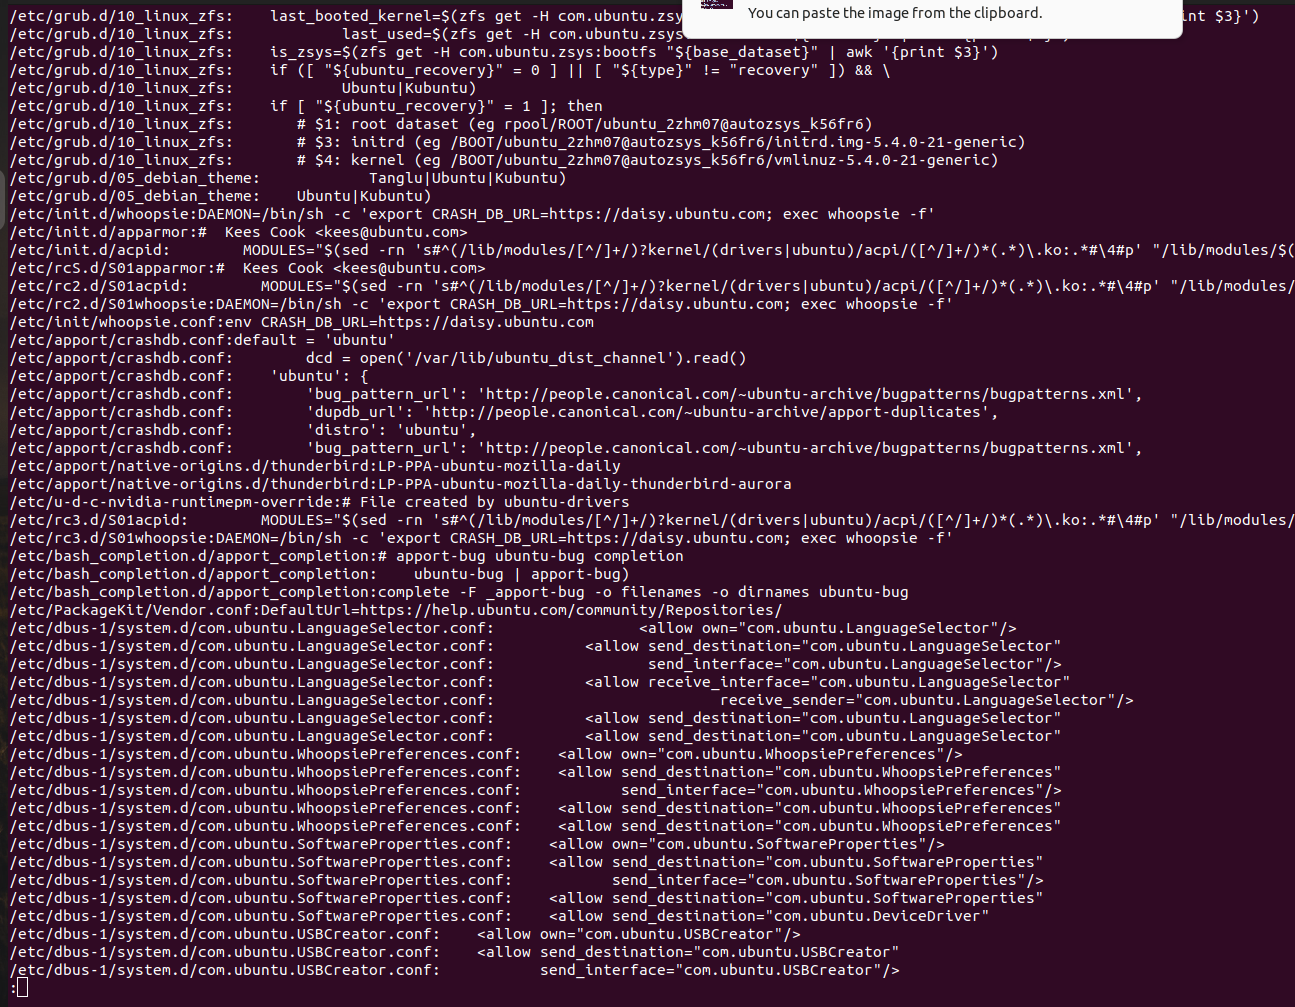 /etc/grub.d/10_linux_zfs:    last_booted_kernel=$(zfs get -H com.ubuntu.zsy
int $3}')
You can paste the image from the clipboard.
/etc/grub.d/10_linux_zfs:            last_used=$(zfs get -H com.ubuntu.zsys
/etc/grub.d/10_linux_zfs:    is_zsys=$(zfs get -H com.ubuntu.zsys:bootfs "${base_dataset}" | awk '{print $3}')
/etc/grub.d/10_linux_zfs:    if ([ "${ubuntu_recovery}" = 0 ] || [ "${type}" != "recovery" ]) && \
/etc/grub.d/10_linux_zfs:            Ubuntu|Kubuntu)
/etc/grub.d/10_linux_zfs:    if [ "${ubuntu_recovery}" = 1 ]; then
/etc/grub.d/10_linux_zfs:       # $1: root dataset (eg rpool/ROOT/ubuntu_2zhm07@autozsys_k56fr6)
/etc/grub.d/10_linux_zfs:       # $3: initrd (eg /BOOT/ubuntu_2zhm07@autozsys_k56fr6/initrd.img-5.4.0-21-generic)
/etc/grub.d/10_linux_zfs:       # $4: kernel (eg /BOOT/ubuntu_2zhm07@autozsys_k56fr6/vmlinuz-5.4.0-21-generic)
/etc/grub.d/05_debian_theme:            Tanglu|Ubuntu|Kubuntu)
/etc/grub.d/05_debian_theme:    Ubuntu|Kubuntu)
/etc/init.d/whoopsie:DAEMON=/bin/sh -c 'export CRASH_DB_URL=https://daisy.ubuntu.com; exec whoopsie -f'
/etc/init.d/apparmor:#  Kees Cook <kees@ubuntu.com>
/etc/init.d/acpid:        MODULES="$(sed -rn 's#^(/lib/modules/[^/]+/)?kernel/(drivers|ubuntu)/acpi/([^/]+/)*(.*)\.ko:.*#\4#p' "/lib/modules/$(
/etc/rcS.d/S01apparmor:#  Kees Cook <kees@ubuntu.com>
/etc/rc2.d/S01acpid:        MODULES="$(sed -rn 's#^(/lib/modules/[^/]+/)?kernel/(drivers|ubuntu)/acpi/([^/]+/)*(.*)\.ko:.*#\4#p' "/lib/modules/
/etc/rc2.d/S01whoopsie:DAEMON=/bin/sh -c 'export CRASH_DB_URL=https://daisy.ubuntu.com; exec whoopsie -f'
/etc/init/whoopsie.conf:env CRASH_DB_URL=https://daisy.ubuntu.com
/etc/apport/crashdb.conf:default = 'ubuntu'
/etc/apport/crashdb.conf:        dcd = open('/var/lib/ubuntu_dist_channel').read()
/etc/apport/crashdb.conf:    'ubuntu': {
/etc/apport/crashdb.conf:        'bug_pattern_url': 'http://people.canonical.com/~ubuntu-archive/bugpatterns/bugpatterns.xml',
/etc/apport/crashdb.conf:        'dupdb_url': 'http://people.canonical.com/~ubuntu-archive/apport-duplicates',
/etc/apport/crashdb.conf:        'distro': 'ubuntu',
/etc/apport/crashdb.conf:        'bug_pattern_url': 'http://people.canonical.com/~ubuntu-archive/bugpatterns/bugpatterns.xml',
/etc/apport/native-origins.d/thunderbird:LP-PPA-ubuntu-mozilla-daily
/etc/apport/native-origins.d/thunderbird:LP-PPA-ubuntu-mozilla-daily-thunderbird-aurora
/etc/u-d-c-nvidia-runtimepm-override:# File created by ubuntu-drivers
/etc/rc3.d/S01acpid:        MODULES="$(sed -rn 's#^(/lib/modules/[^/]+/)?kernel/(drivers|ubuntu)/acpi/([^/]+/)*(.*)\.ko:.*#\4#p' "/lib/modules/
/etc/rc3.d/S01whoopsie:DAEMON=/bin/sh -c 'export CRASH_DB_URL=https://daisy.ubuntu.com; exec whoopsie -f'
/etc/bash_completion.d/apport_completion:# apport-bug ubuntu-bug completion
/etc/bash_completion.d/apport_completion:    ubuntu-bug | apport-bug)
/etc/bash_completion.d/apport_completion:complete -F _apport-bug -o filenames -o dirnames ubuntu-bug
/etc/PackageKit/Vendor.conf:DefaultUrl=https://help.ubuntu.com/community/Repositories/
/etc/dbus-1/system.d/com.ubuntu.LanguageSelector.conf:                <allow own="com.ubuntu.LanguageSelector"/>
/etc/dbus-1/system.d/com.ubuntu.LanguageSelector.conf:          <allow send_destination="com.ubuntu.LanguageSelector"
/etc/dbus-1/system.d/com.ubuntu.LanguageSelector.conf:                 send_interface="com.ubuntu.LanguageSelector"/>
/etc/dbus-1/system.d/com.ubuntu.LanguageSelector.conf:          <allow receive_interface="com.ubuntu.LanguageSelector"
/etc/dbus-1/system.d/com.ubuntu.LanguageSelector.conf:                         receive_sender="com.ubuntu.LanguageSelector"/>
/etc/dbus-1/system.d/com.ubuntu.LanguageSelector.conf:          <allow send_destination="com.ubuntu.LanguageSelector"
/etc/dbus-1/system.d/com.ubuntu.LanguageSelector.conf:          <allow send_destination="com.ubuntu.LanguageSelector"
/etc/dbus-1/system.d/com.ubuntu.WhoopsiePreferences.conf:    <allow own="com.ubuntu.WhoopsiePreferences"/>
/etc/dbus-1/system.d/com.ubuntu.WhoopsiePreferences.conf:    <allow send_destination="com.ubuntu.WhoopsiePreferences"
/etc/dbus-1/system.d/com.ubuntu.WhoopsiePreferences.conf:           send_interface="com.ubuntu.WhoopsiePreferences"/>
/etc/dbus-1/system.d/com.ubuntu.WhoopsiePreferences.conf:    <allow send_destination="com.ubuntu.WhoopsiePreferences"
/etc/dbus-1/system.d/com.ubuntu.WhoopsiePreferences.conf:    <allow send_destination="com.ubuntu.WhoopsiePreferences"
/etc/dbus-1/system.d/com.ubuntu.SoftwareProperties.conf:    <allow own="com.ubuntu.SoftwareProperties"/>
/etc/dbus-1/system.d/com.ubuntu.SoftwareProperties.conf:    <allow send_destination="com.ubuntu.SoftwareProperties"
/etc/dbus-1/system.d/com.ubuntu.SoftwareProperties.conf:           send_interface="com.ubuntu.SoftwareProperties"/>
/etc/dbus-1/system.d/com.ubuntu.SoftwareProperties.conf:    <allow send_destination="com.ubuntu.SoftwareProperties"
/etc/dbus-1/system.d/com.ubuntu.SoftwareProperties.conf:    <allow send_destination="com.ubuntu.DeviceDriver"
/etc/dbus-1/system.d/com.ubuntu.USBCreator.conf:    <allow own="com.ubuntu.USBCreator"/>
/etc/dbus-1/system.d/com.ubuntu.USBCreator.conf:    <allow send_destination="com.ubuntu.USBCreator"
/etc/dbus-1/system.d/com.ubuntu.USBCreator.conf:           send_interface="com.ubuntu.USBCreator"/>
: